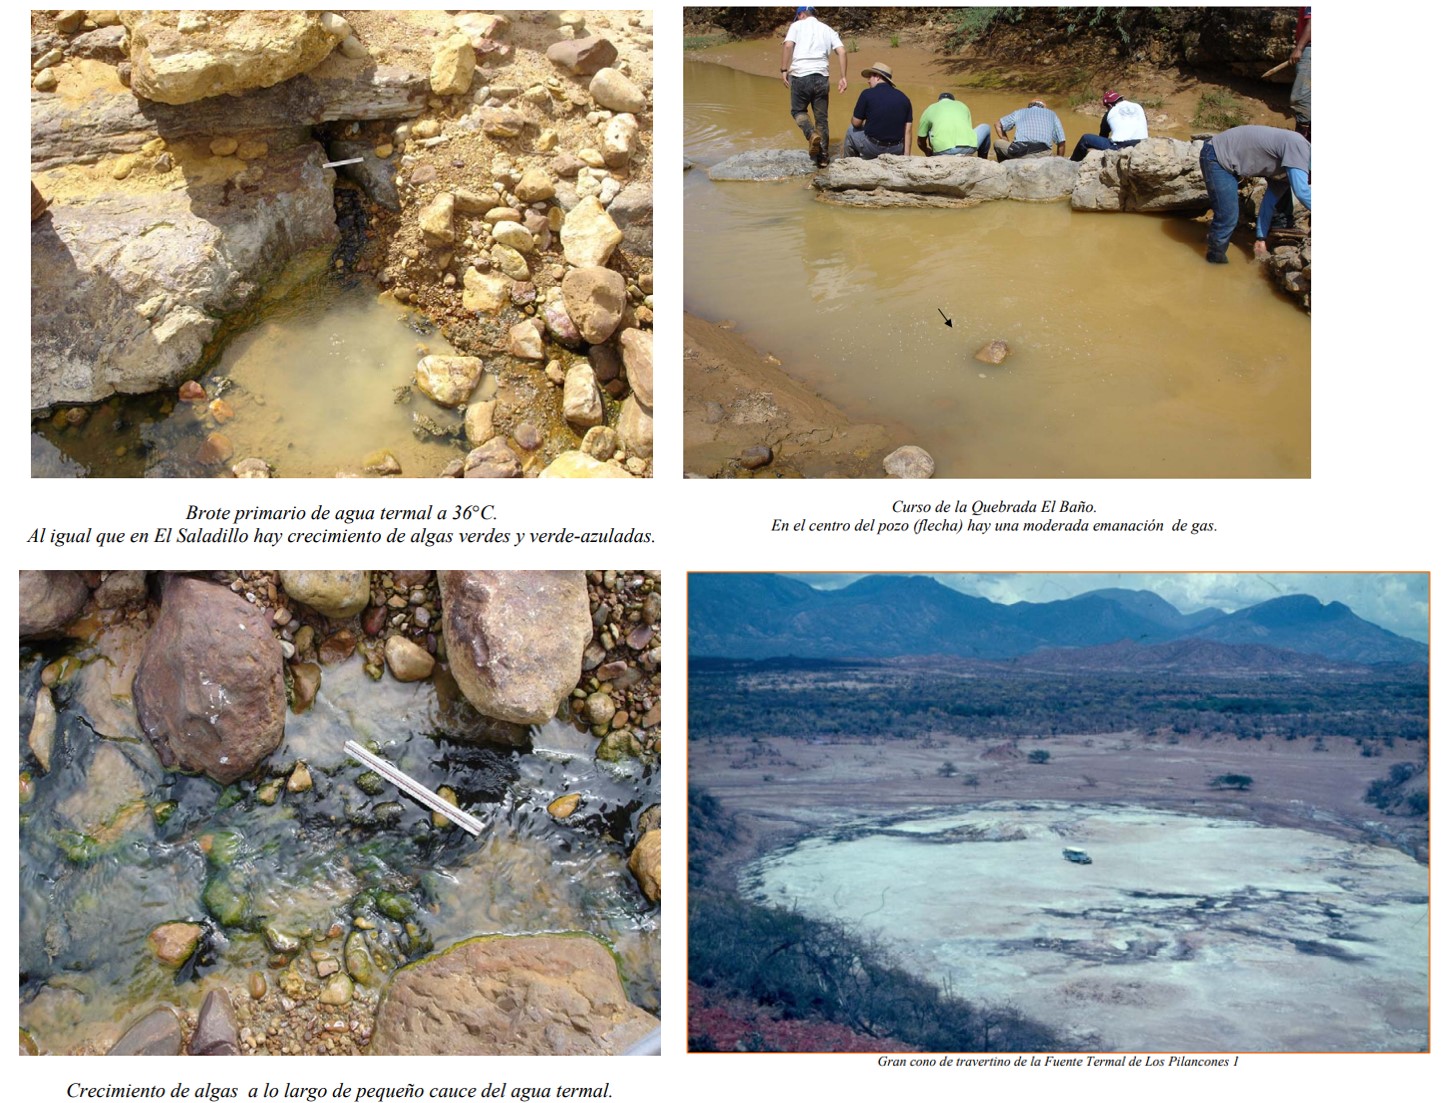 Brote primario de agua termal a 36°C.
Al igual que en El Saladillo hay crecimiento de algas verdes y verde-azuladas.
Curso de la Quebrada El Baño.
En el centro del pozo (flecha) hay una moderada emanación de gas.
Crecimiento de algas a lo largo de pequeño cauce del agua termal.
Gran cono de travertino de la Fuente Termal de Los Pilancones 1